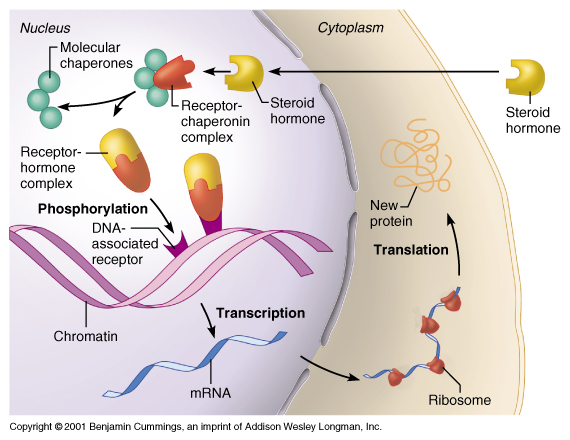 Nucleus
Cytoplasm
Molecular
chaperones
Receptor-
chaperonin
complex
Steroid
hormone
Steroid
hormone
Receptor-
hormone
complex
New
protein
Phosphorylation
DNA-
associated
receptor
Translation
Transcription
Chromatin
mRNA
Ribosome
Copyright © 2001 Benjamin Cummings, an imprint of Addison Wesley Longman, Inc.